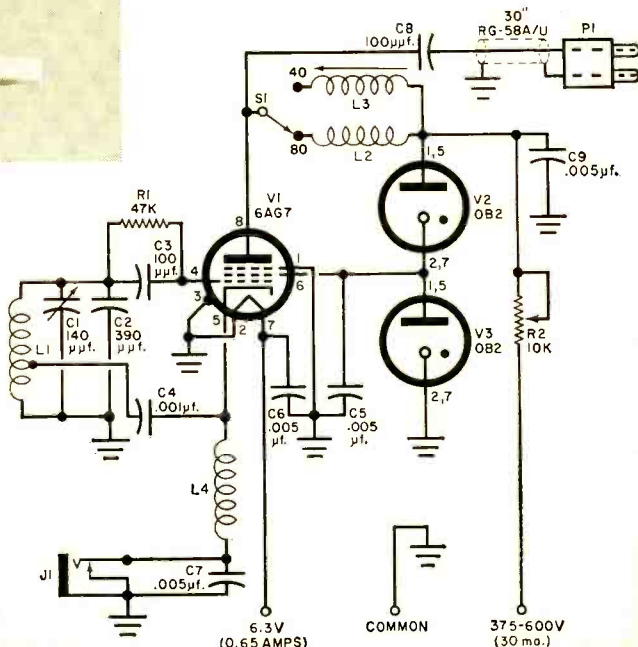 30"
RG-58A/U
P1
C8
100µµf.
40
L3
S1
80
L2
1,5
C9
.005µf.
V1
6AG7
V2
OB2
R1
47K
8
C3
100
µµf.
4
1
6
2,7
1,5
3
5
2
7
C1
140
µµf.
C2
390
µµf.
L1
V3
OB2
R2
10K
C4
.001µf.
2,7
C6
.005
µf.
C5
.005
µf.
L4
J1
C7
.005µf.
6.3V
(0.65 AMPS)
COMMON
375-600V
(30 ma.)